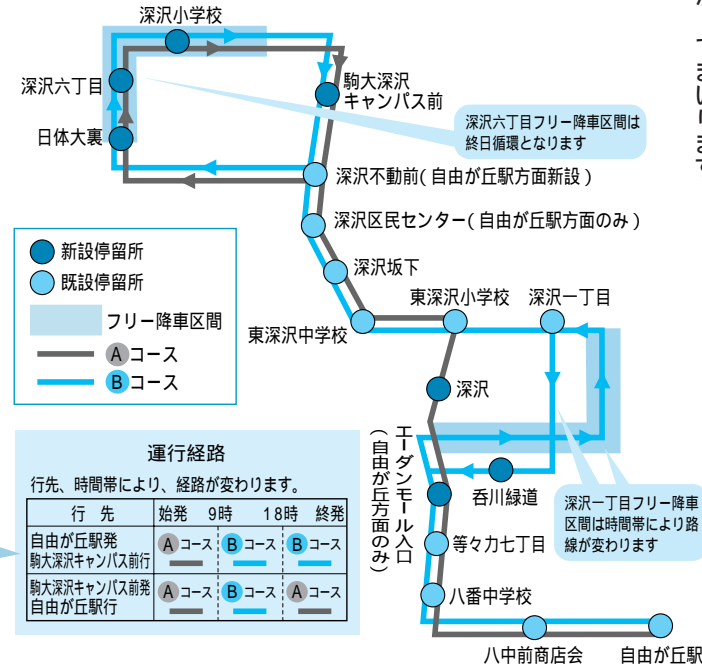 深沢小学校
深沢六丁目
日体大裏
駒大深沢
キャンパス前
深沢六丁目フリー降車区間は
終日循環となります
深沢不動前(自由が丘駅方面新設)
深沢区民センター(自由が丘駅方面のみ)
深沢坂下
新設停留所
既設停留所
フリー降車区間
Aコース
Bコース
東深沢中学校
東深沢小学校
深沢一丁目
深沢
エーダンモール入口
(自由が丘方面のみ)
呑川緑道
深沢一丁目フリー降車
区間は時間帯により路
線が変わります
等々力七丁目
八番中学校
八中前商店会
自由が丘駅
運行経路
行先、時間帯により、経路が変わります。
行 先 始発 9時 18時 終発
自由が丘駅発
駒大深沢キャンパス前行
Aコース Bコース Bコース
駒大深沢キャンパス前発
自由が丘駅行
Aコース Bコース Aコース